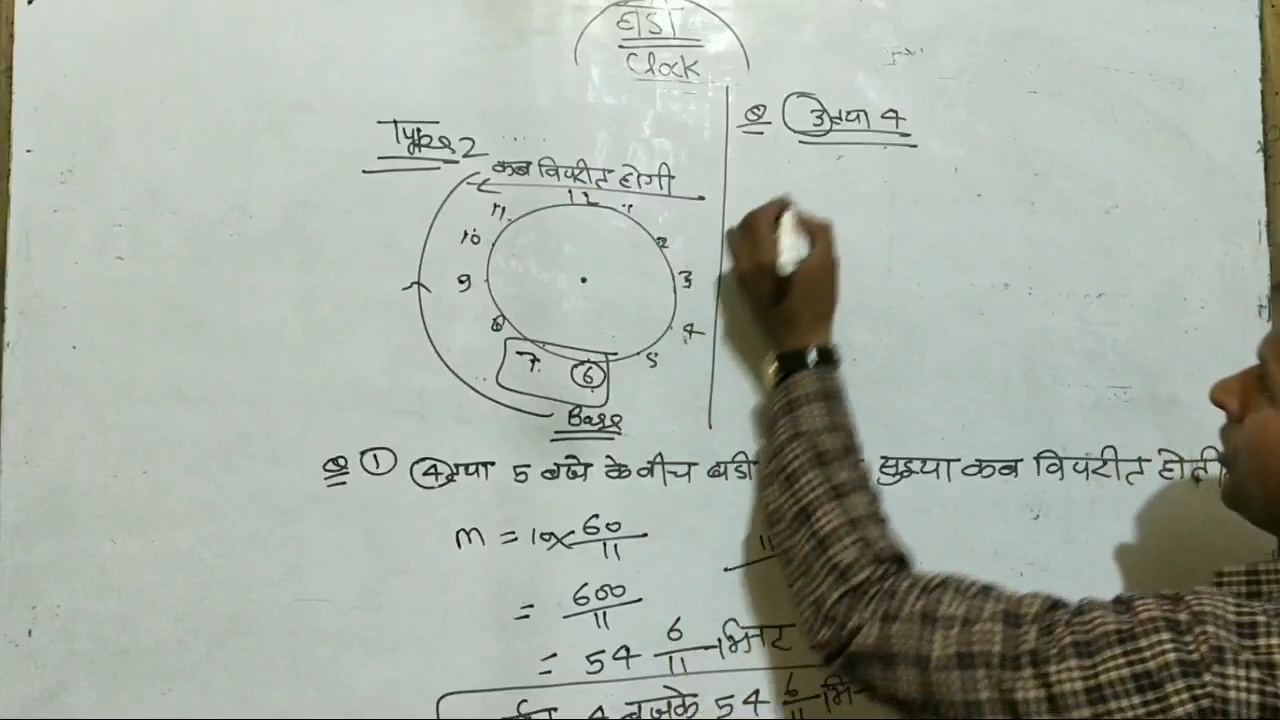 घडी
Clock
Type 2
कब विपरीत होगी
12
1
2
3
4
5
6
7
8
9
10
11
Base
Q 3 तथा 4
Q 1 4 तथा 5 बजे के बीच बडी सुइया कब विपरीत होती
m = 10 × 60/11
= 600/11
= 54 6/11 मिनट
4 बजके 54 6/11 मि
11